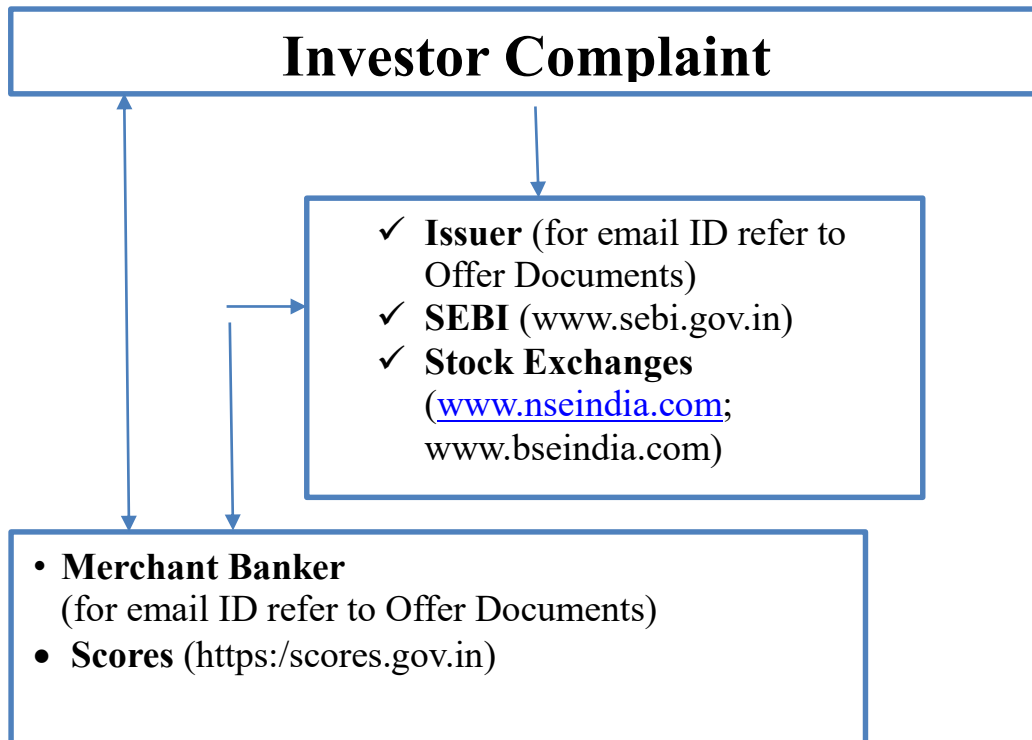 Investor Complaint
✓ Issuer (for email ID refer to
Offer Documents)
✓ SEBI (www.sebi.gov.in)
✓ Stock Exchanges
(www.nseindia.com;
www.bseindia.com)
• Merchant Banker
(for email ID refer to Offer Documents)
• Scores (https:/scores.gov.in)